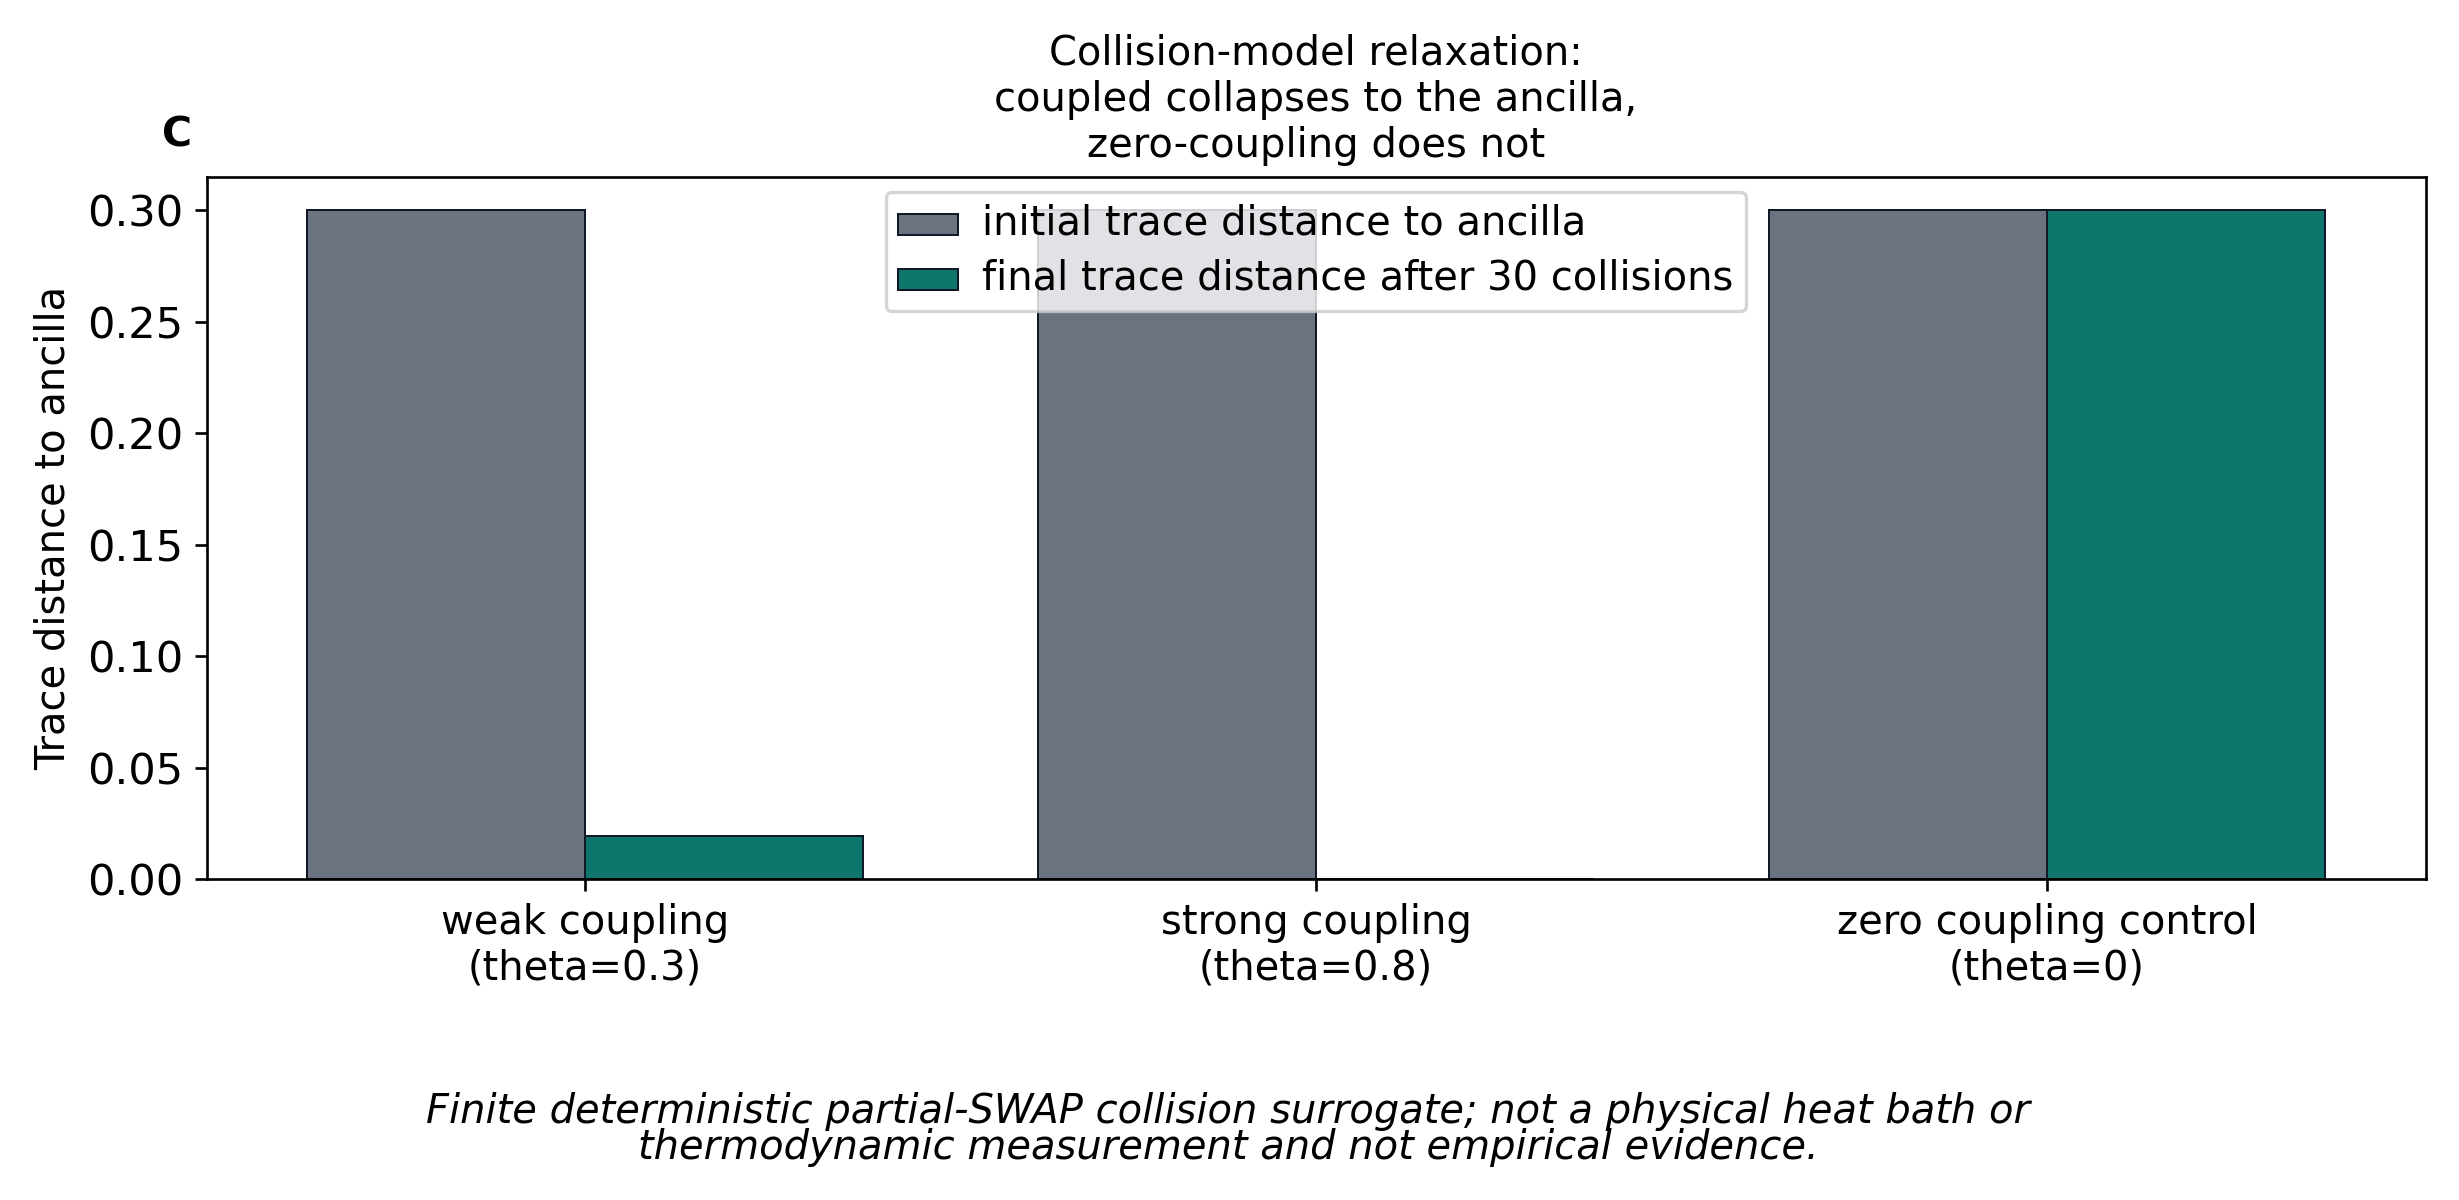 Collision-model relaxation:
coupled collapses to the ancilla,
zero-coupling does not
C
initial trace distance to ancilla
final trace distance after 30 collisions
Trace distance to ancilla
0.30
0.25
0.20
0.15
0.10
0.05
0.00
weak coupling
(theta=0.3)
strong coupling
(theta=0.8)
zero coupling control
(theta=0)
Finite deterministic partial-SWAP collision surrogate; not a physical heat bath or
thermodynamic measurement and not empirical evidence.